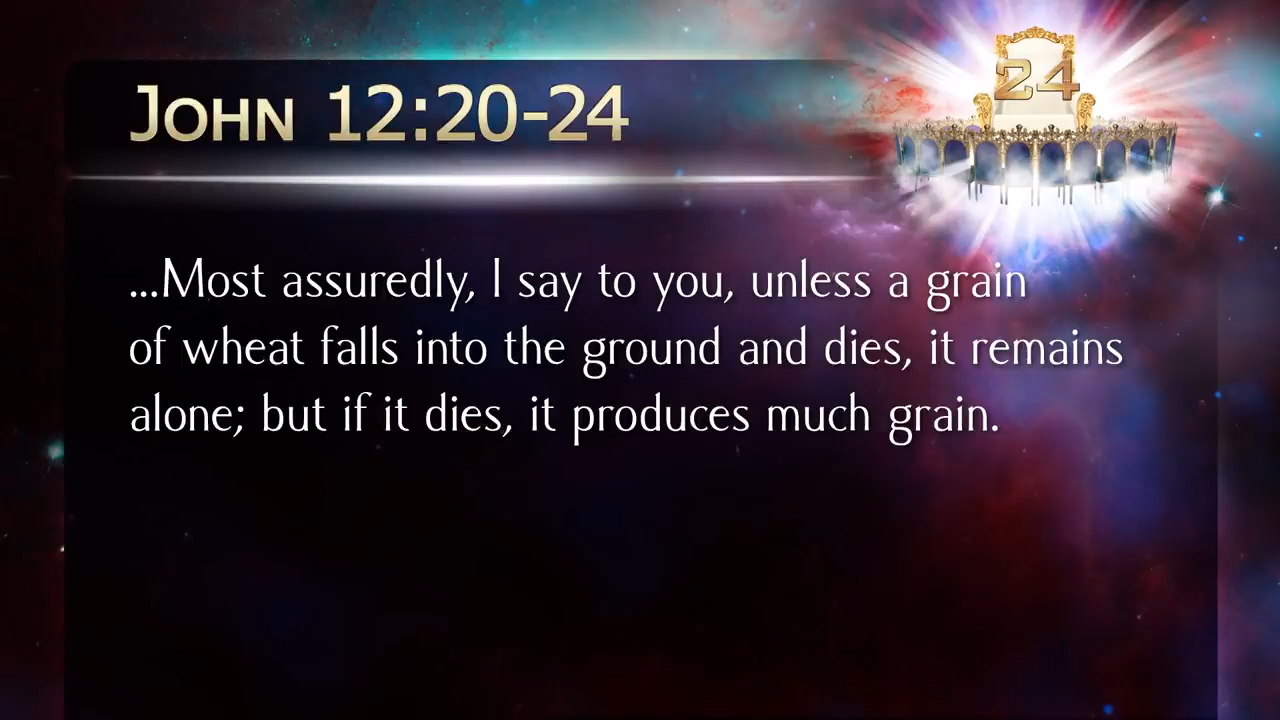 John 12:20-24
24
...Most assuredly, I say to you, unless a grain
of wheat falls into the ground and dies, it remains
alone; but if it dies, it produces much grain.